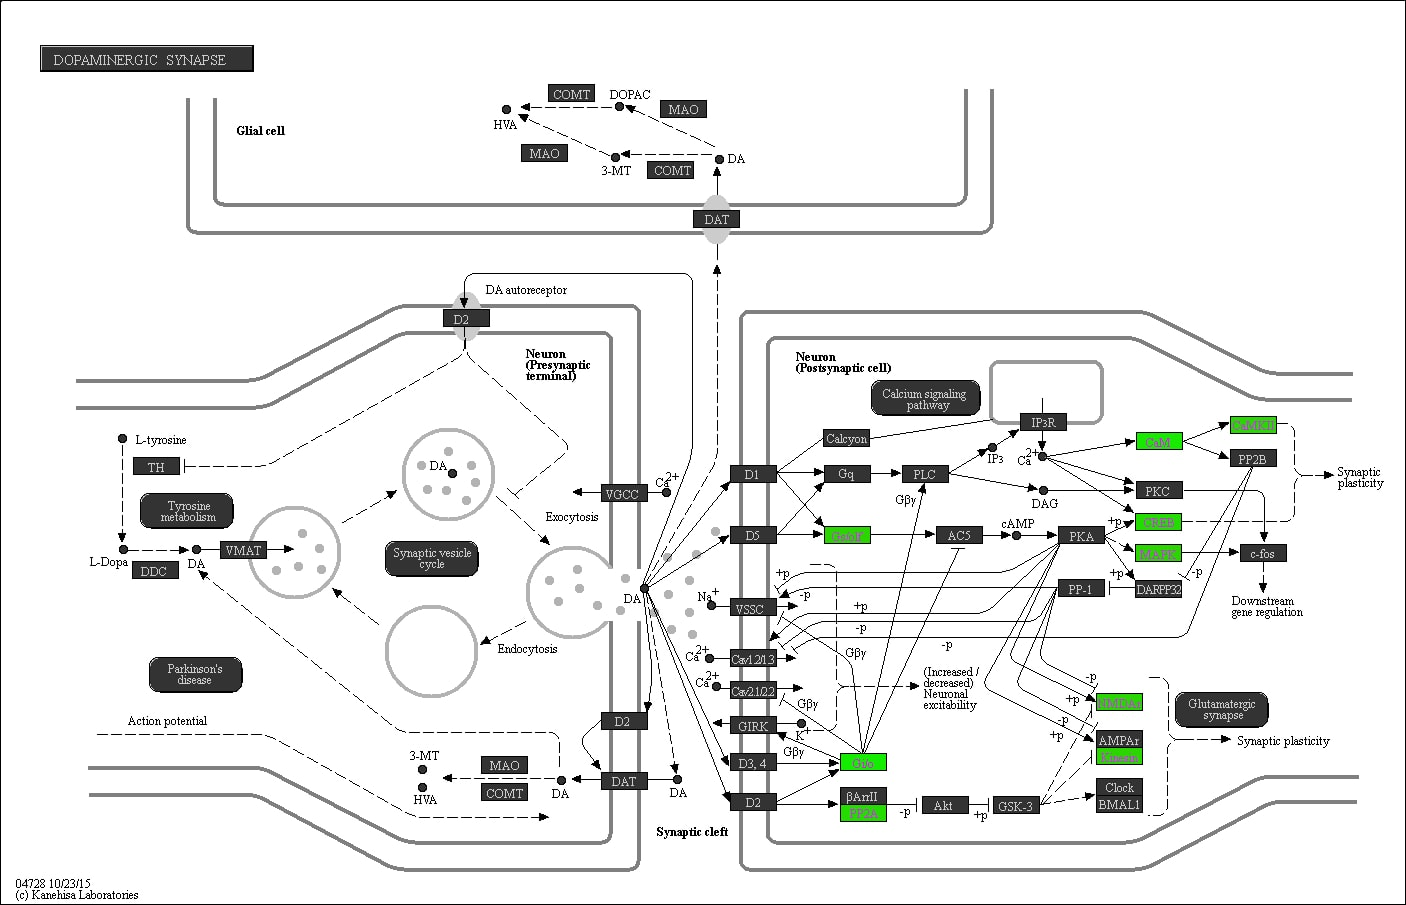 DOPAMINERGIC SYNAPSE
Glial cell
COMT
DOPAC
MAO
HVA
MAO
3-MT
COMT
DA
DAT
DA autoreceptor
D2
Neuron
(Presynaptic
terminal)
Neuron
(Postsynaptic cell)
Calcium signaling
pathway
IP3R
L-tyrosine
TH
Tyrosine
metabolism
DA
VGCC
Ca2+
Exocytosis
Calcyon
D1
Gq
PLC
IP3
Ca2+
DAG
CaM
CaMKII
PP2B
PKC
Synaptic
plasticity
L-Dopa
DDC
DA
VMAT
Synaptic vesicle
cycle
Gβγ
D5
Gs/olf
AC5
cAMP
PKA
+p
CREB
MAPK
c-fos
+p
-p
PP-1
DARPP32
Downstream
gene regulation
DA
Na+
VSSC
+p
-p
+p
-p
-p
Endocytosis
Ca2+
Cav1.2/1.3
Gβγ
Ca2+
Cav2.1/2.2
Parkinson's
disease
(Increased /
decreased)
Neuronal
excitability
-p
+p
NMDAr
-p
+p
AMPAr
Kinesin
Glutamatergic
synapse
Synaptic plasticity
Action potential
D2
GIRK
Gβγ
K+
Gβγ
D3, 4
Gi/o
3-MT
MAO
HVA
COMT
DA
DAT
DA
D2
βArrII
PP2A
-p
Akt
+p
GSK-3
Clock
BMAL1
Synaptic cleft
04728 10/23/15
(c) Kanehisa Laboratories